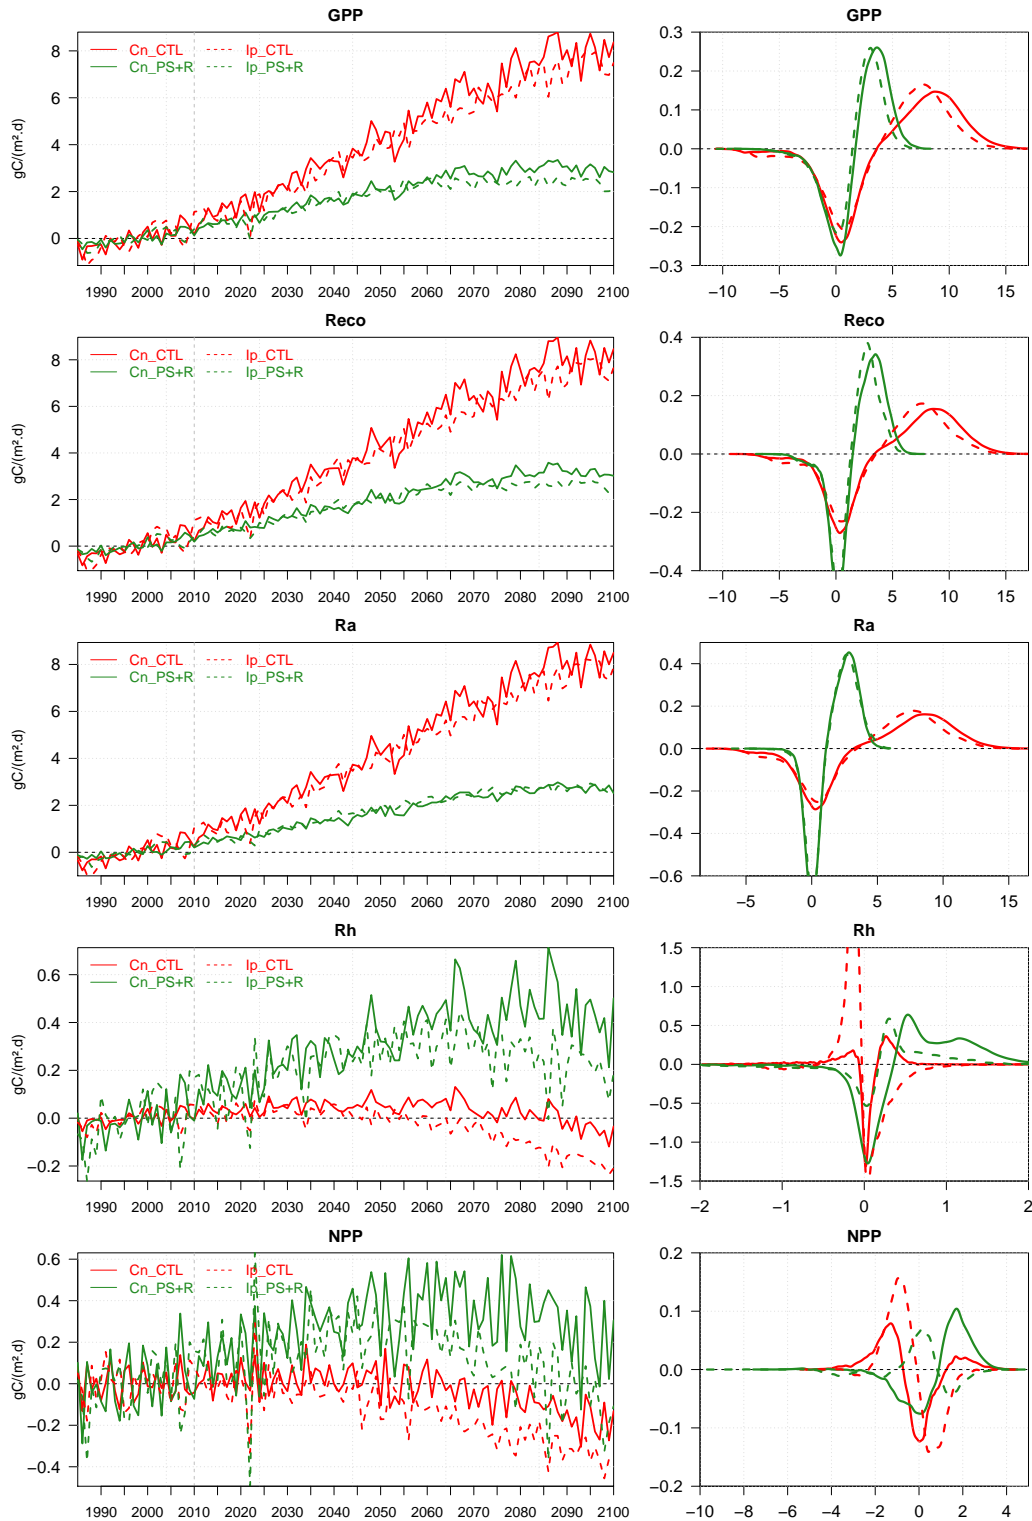 GPP
gC/(m².d)
8
6
4
2
0
Cn_CTL Ip_CTL
Cn_PS+R Ip_PS+R
1990 2000 2010 2020 2030 2040 2050 2060 2070 2080 2090 2100
GPP
0.3
0.2
0.1
0.0
−0.1
−0.2
−0.3
−10 −5 0 5 10 15
Reco
gC/(m².d)
8
6
4
2
0
Cn_CTL Ip_CTL
Cn_PS+R Ip_PS+R
1990 2000 2010 2020 2030 2040 2050 2060 2070 2080 2090 2100
Reco
0.4
0.2
0.0
−0.2
−0.4
−10 −5 0 5 10 15
Ra
gC/(m².d)
8
6
4
2
0
Cn_CTL Ip_CTL
Cn_PS+R Ip_PS+R
1990 2000 2010 2020 2030 2040 2050 2060 2070 2080 2090 2100
Ra
0.4
0.2
0.0
−0.2
−0.4
−0.6
−5 0 5 10 15
Rh
gC/(m².d)
0.6
0.4
0.2
0.0
−0.2
Cn_CTL Ip_CTL
Cn_PS+R Ip_PS+R
1990 2000 2010 2020 2030 2040 2050 2060 2070 2080 2090 2100
Rh
1.5
1.0
0.5
0.0
−0.5
−1.0
−1.5
−2 −1 0 1 2
NPP
gC/(m².d)
0.6
0.4
0.2
0.0
−0.2
−0.4
Cn_CTL Ip_CTL
Cn_PS+R Ip_PS+R
1990 2000 2010 2020 2030 2040 2050 2060 2070 2080 2090 2100
NPP
0.2
0.1
0.0
−0.1
−0.2
−10 −8 −6 −4 −2 0 2 4